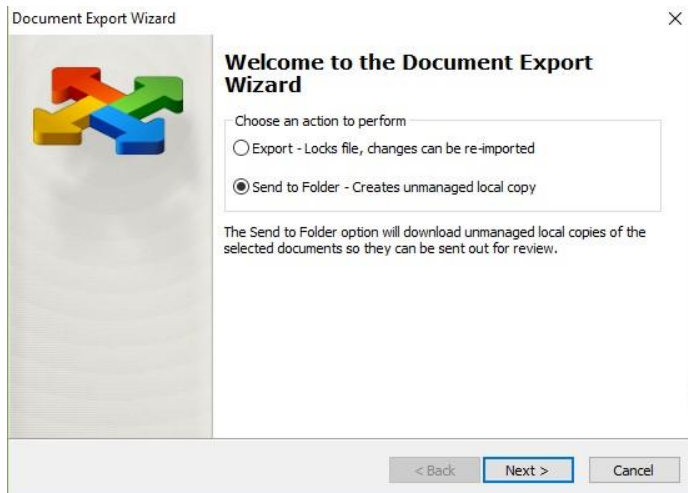 Document Export Wizard
Welcome to the Document Export
Wizard
Choose an action to perform
Export - Locks file, changes can be re-imported
Send to Folder - Creates unmanaged local copy
The Send to Folder option will download unmanaged local copies of the
selected documents so they can be sent out for review.
< Back Next > Cancel